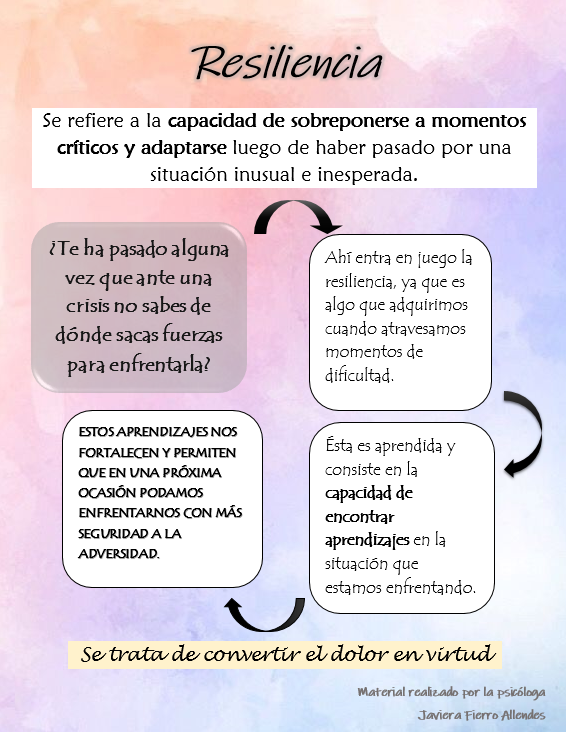 Resiliencia
Se refiere a la capacidad de sobreponerse a momentos
críticos y adaptarse luego de haber pasado por una
situación inusual e inesperada.
¿Te ha pasado alguna
vez que ante una
crisis no sabes de
dónde sacas fuerzas
para enfrentarla?
Ahí entra en juego la
resiliencia, ya que es
algo que adquirimos
cuando atravesamos
momentos de
dificultad.
Ésta es aprendida y
consiste en la
capacidad de
encontrar
aprendizajes en la
situación que
estamos enfrentando.
ESTOS APRENDIZAJES NOS
FORTALECEN Y PERMITEN
QUE EN UNA PRÓXIMA
OCASIÓN PODAMOS
ENFRENTARNOS CON MÁS
SEGURIDAD A LA
ADVERSIDAD.
Se trata de convertir el dolor en virtud
Material realizado por la psicóloga
Javiera Fierro Allendes